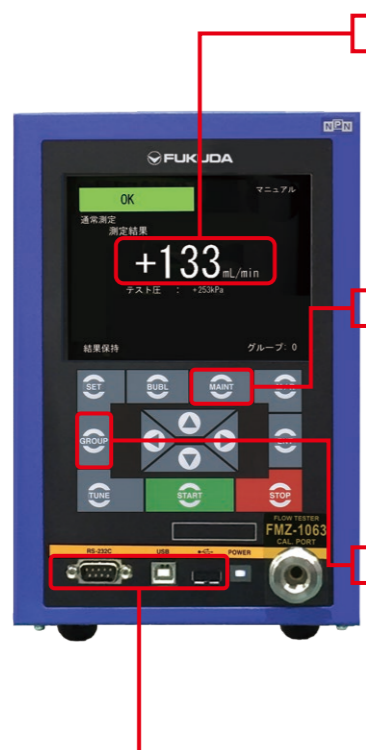 NPN
FUKUDA
OK
マニュアル
通常測定
測定結果
+133 mL/min
テスト圧 : +253kPa
結果保持 グループ: 0
SET BUBL MAINT
GROUP
TUNE START STOP
FLOW TESTER
FMZ-1063
CAL. PORT
RS-232C USB POWER